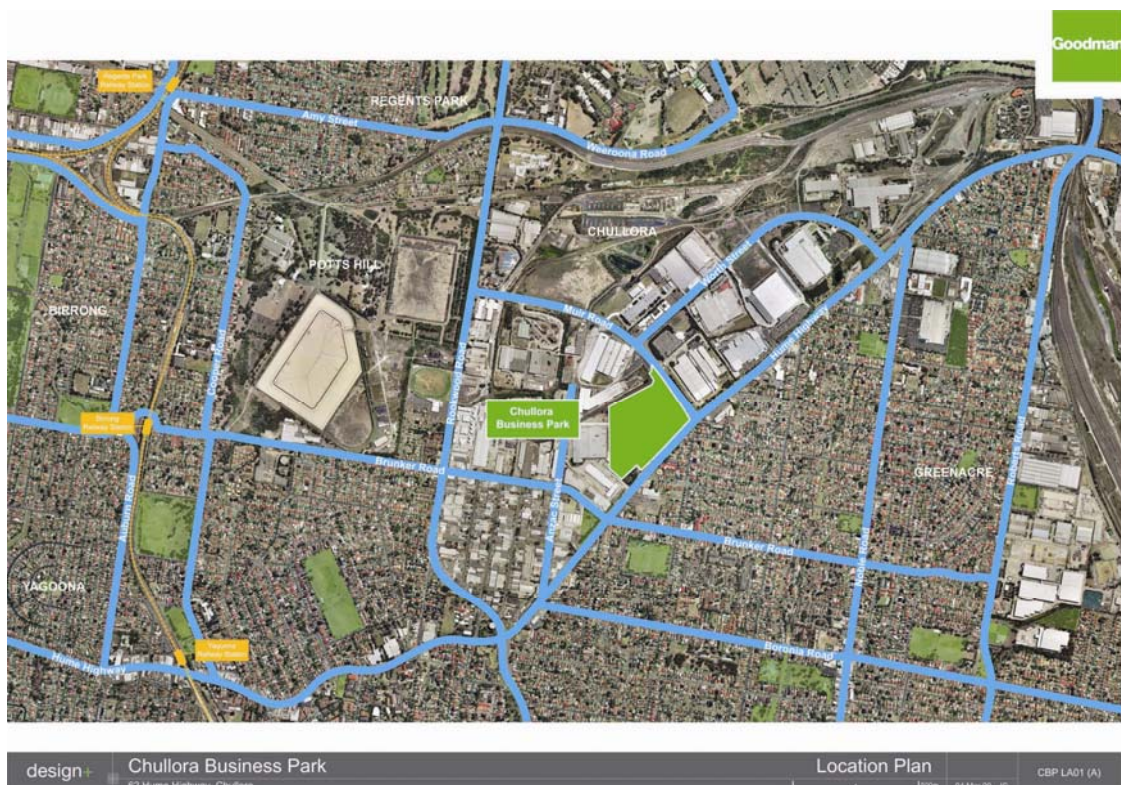 Goodman
Regents Park
Railway Station
REGENTS PARK
Amy Street
Weeroona Road
CHULLORA
North Street
POTTS HILL
BIRRONG
Cooper Road
Rookwood Road
Muir Road
Hume Highway
Roberts Road
Chullora
Business Park
Birrong
Railway Station
Brunker Road
GREENACRE
Auburn Road
Anzac Street
Brunker Road
Noble Road
YAGOONA
Yagoona
Railway Station
Hume Highway
Boronia Road
design+
Chullora Business Park
Location Plan
CBP LA01 (A)